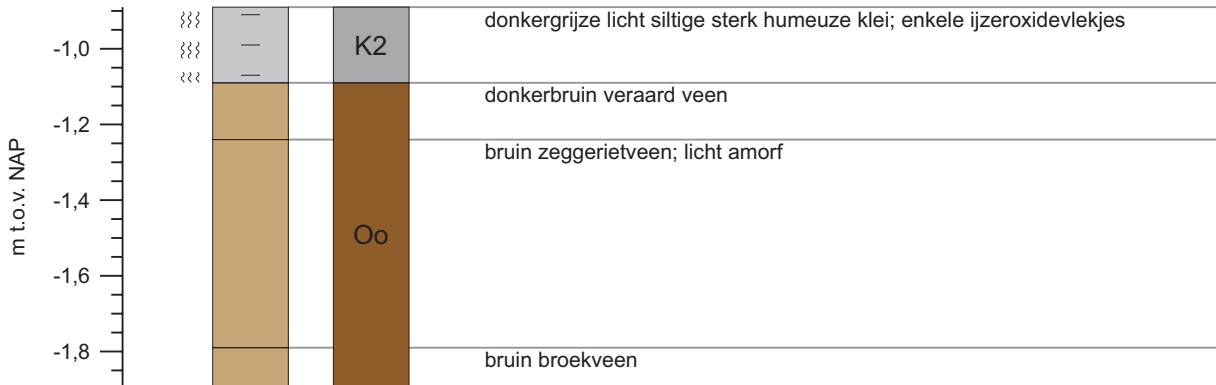 donkergrijze licht siltige sterk humeuze klei; enkele ijzeroxidevlekjes
-1,0
K2
donkerbruin veraard veen
-1,2
bruin zeggerietveen; licht amorf
m t.o.v. NAP
-1,4
Oo
-1,6
-1,8
bruin broekveen